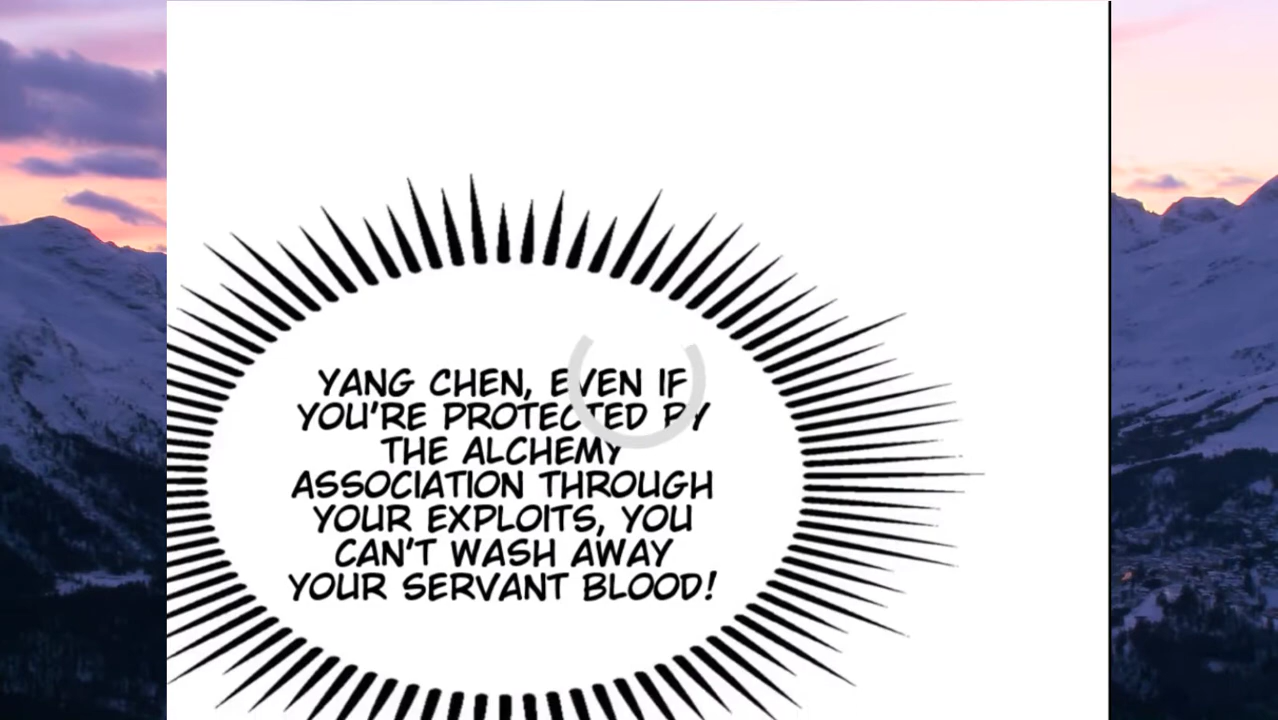 YANG CHEN, EVEN IF
YOU'RE PROTECTED BY
THE ALCHEMY
ASSOCIATION THROUGH
YOUR EXPLOITS, YOU
CAN'T WASH AWAY
YOUR SERVANT BLOOD!